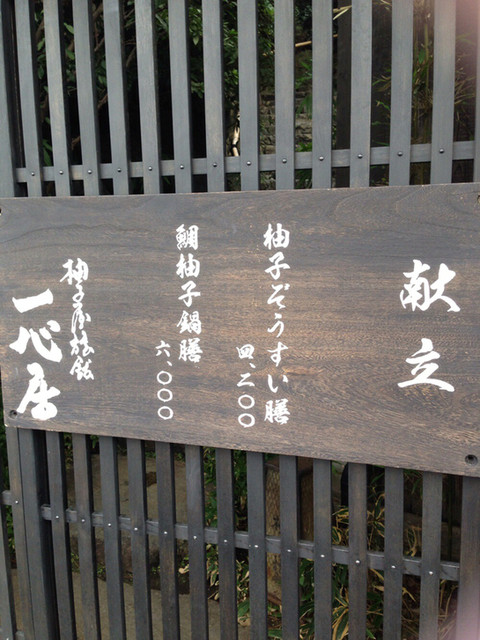 献立
柚子ぞうすい膳
四、二〇〇
鯛柚子鍋膳
六、〇〇〇
柚子屋旅館
一心居